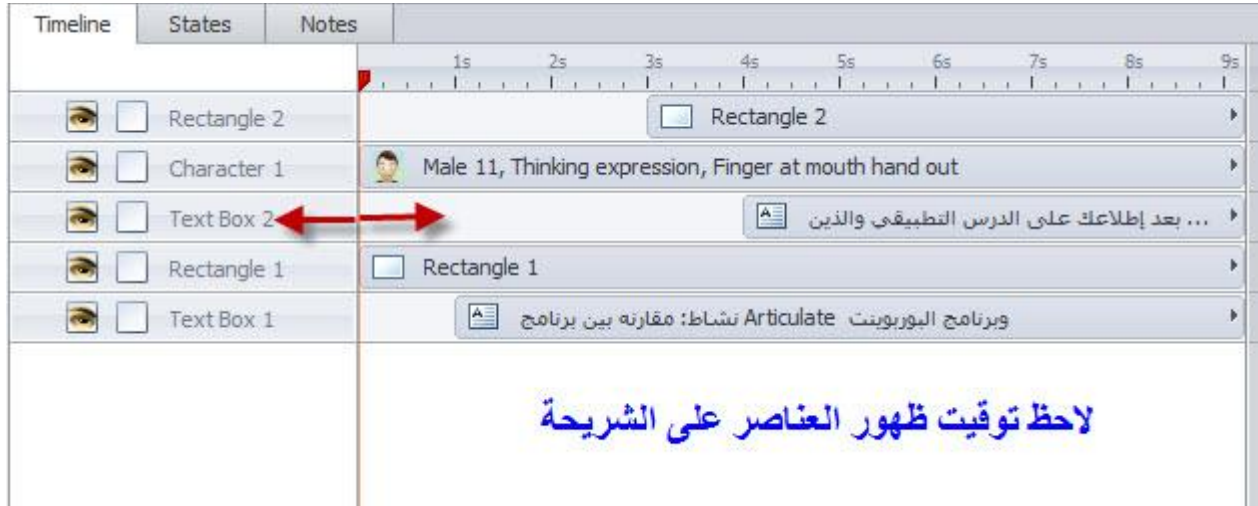 Timeline States Notes
1s 2s 3s 4s 5s 6s 7s 8s 9s
Rectangle 2 Rectangle 2
Character 1 Male 11, Thinking expression, Finger at mouth hand out
Text Box 2 بعد إطلاعك على الدرس التطبيقي والذين ...
Rectangle 1 Rectangle 1
Text Box 1 نشاط: مقارنه بين برنامج Articulate وبرنامج البوربوينت
لاحظ توقيت ظهور العناصر على الشريحة